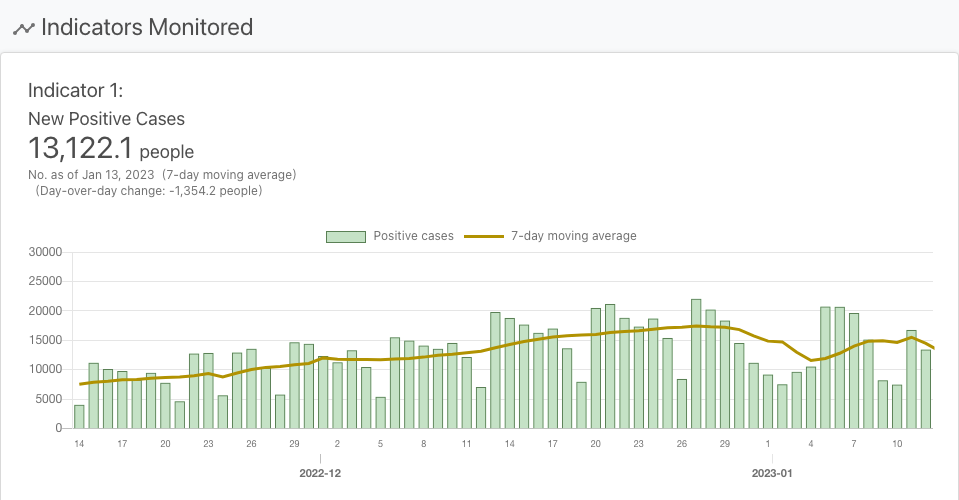 Indicators Monitored
Indicator 1:
New Positive Cases
13,122.1 people
No. as of Jan 13, 2023 (7-day moving average)
(Day-over-day change: -1,354.2 people)
Positive cases 7-day moving average
30000
25000
20000
15000
10000
5000
0
14 17 20 23 26 29 2 5 8 11 14 17 20 23 26 29 1 4 7 10
2022-12 2023-01